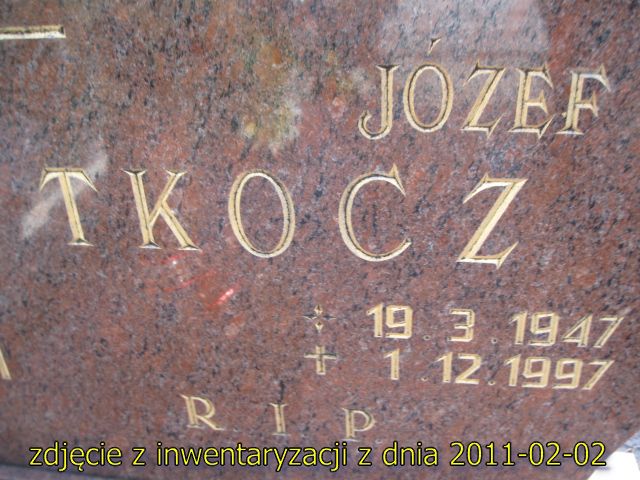 JÓZEF
TKOCZ
19.3.1947
1.12.1997
R I P
zdjęcie z inwentaryzacji z dnia 2011-02-02